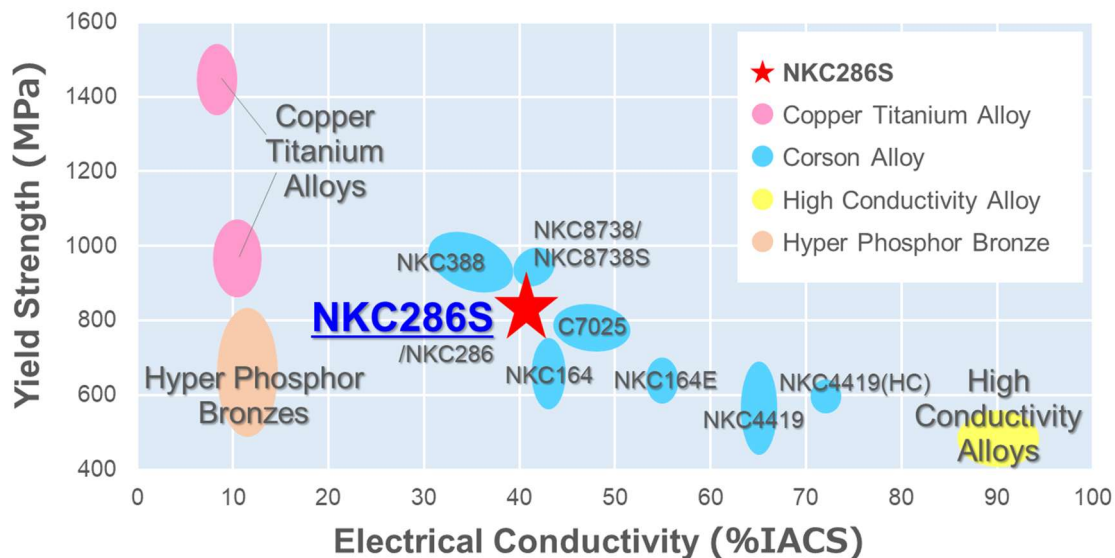 Yield Strength (MPa)
1600
1400
1200
1000
800
600
400
0
10
20
30
40
50
60
70
80
90
100
Electrical Conductivity (%IACS)
Copper
Titanium
Alloys
Hyper Phosphor
Bronzes
NKC388
NKC8738/
NKC8738S
NKC286S
/NKC286
C7025
NKC164
NKC164E
NKC4419
NKC4419(HC)
High
Conductivity
Alloys
NKC286S
Copper Titanium Alloy
Corson Alloy
High Conductivity Alloy
Hyper Phosphor Bronze